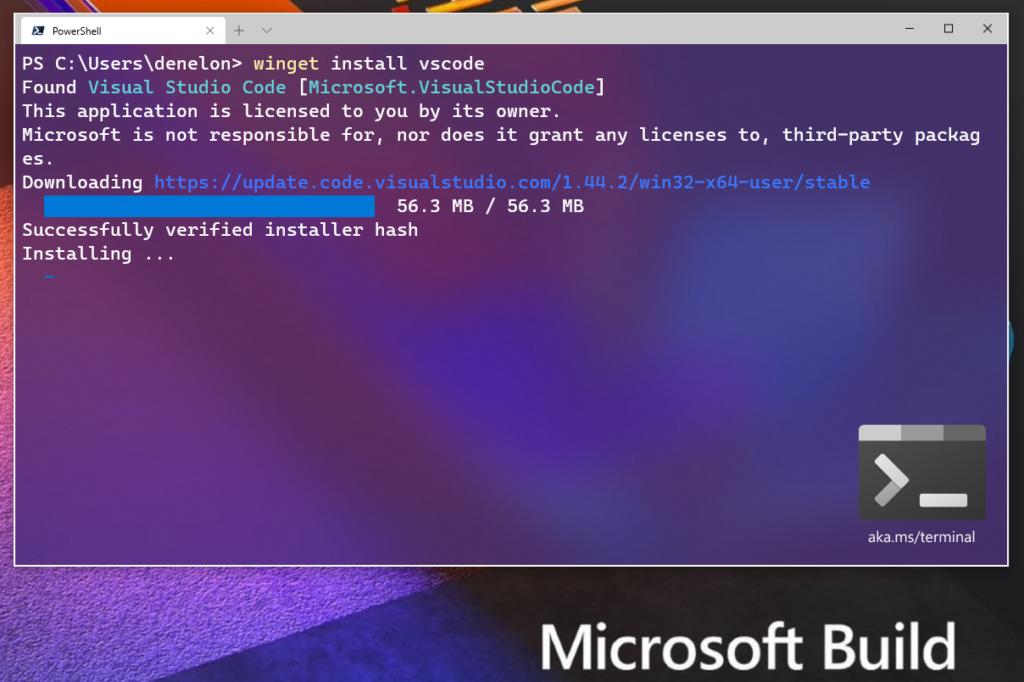 PowerShell
PS C:\Users\denelon> winget install vscode
Found Visual Studio Code [Microsoft.VisualStudioCode]
This application is licensed to you by its owner.
Microsoft is not responsible for, nor does it grant any licenses to, third-party packag
es.
Downloading https://update.code.visualstudio.com/1.44.2/win32-x64-user/stable
56.3 MB / 56.3 MB
Successfully verified installer hash
Installing ...
aka.ms/terminal
Microsoft Build